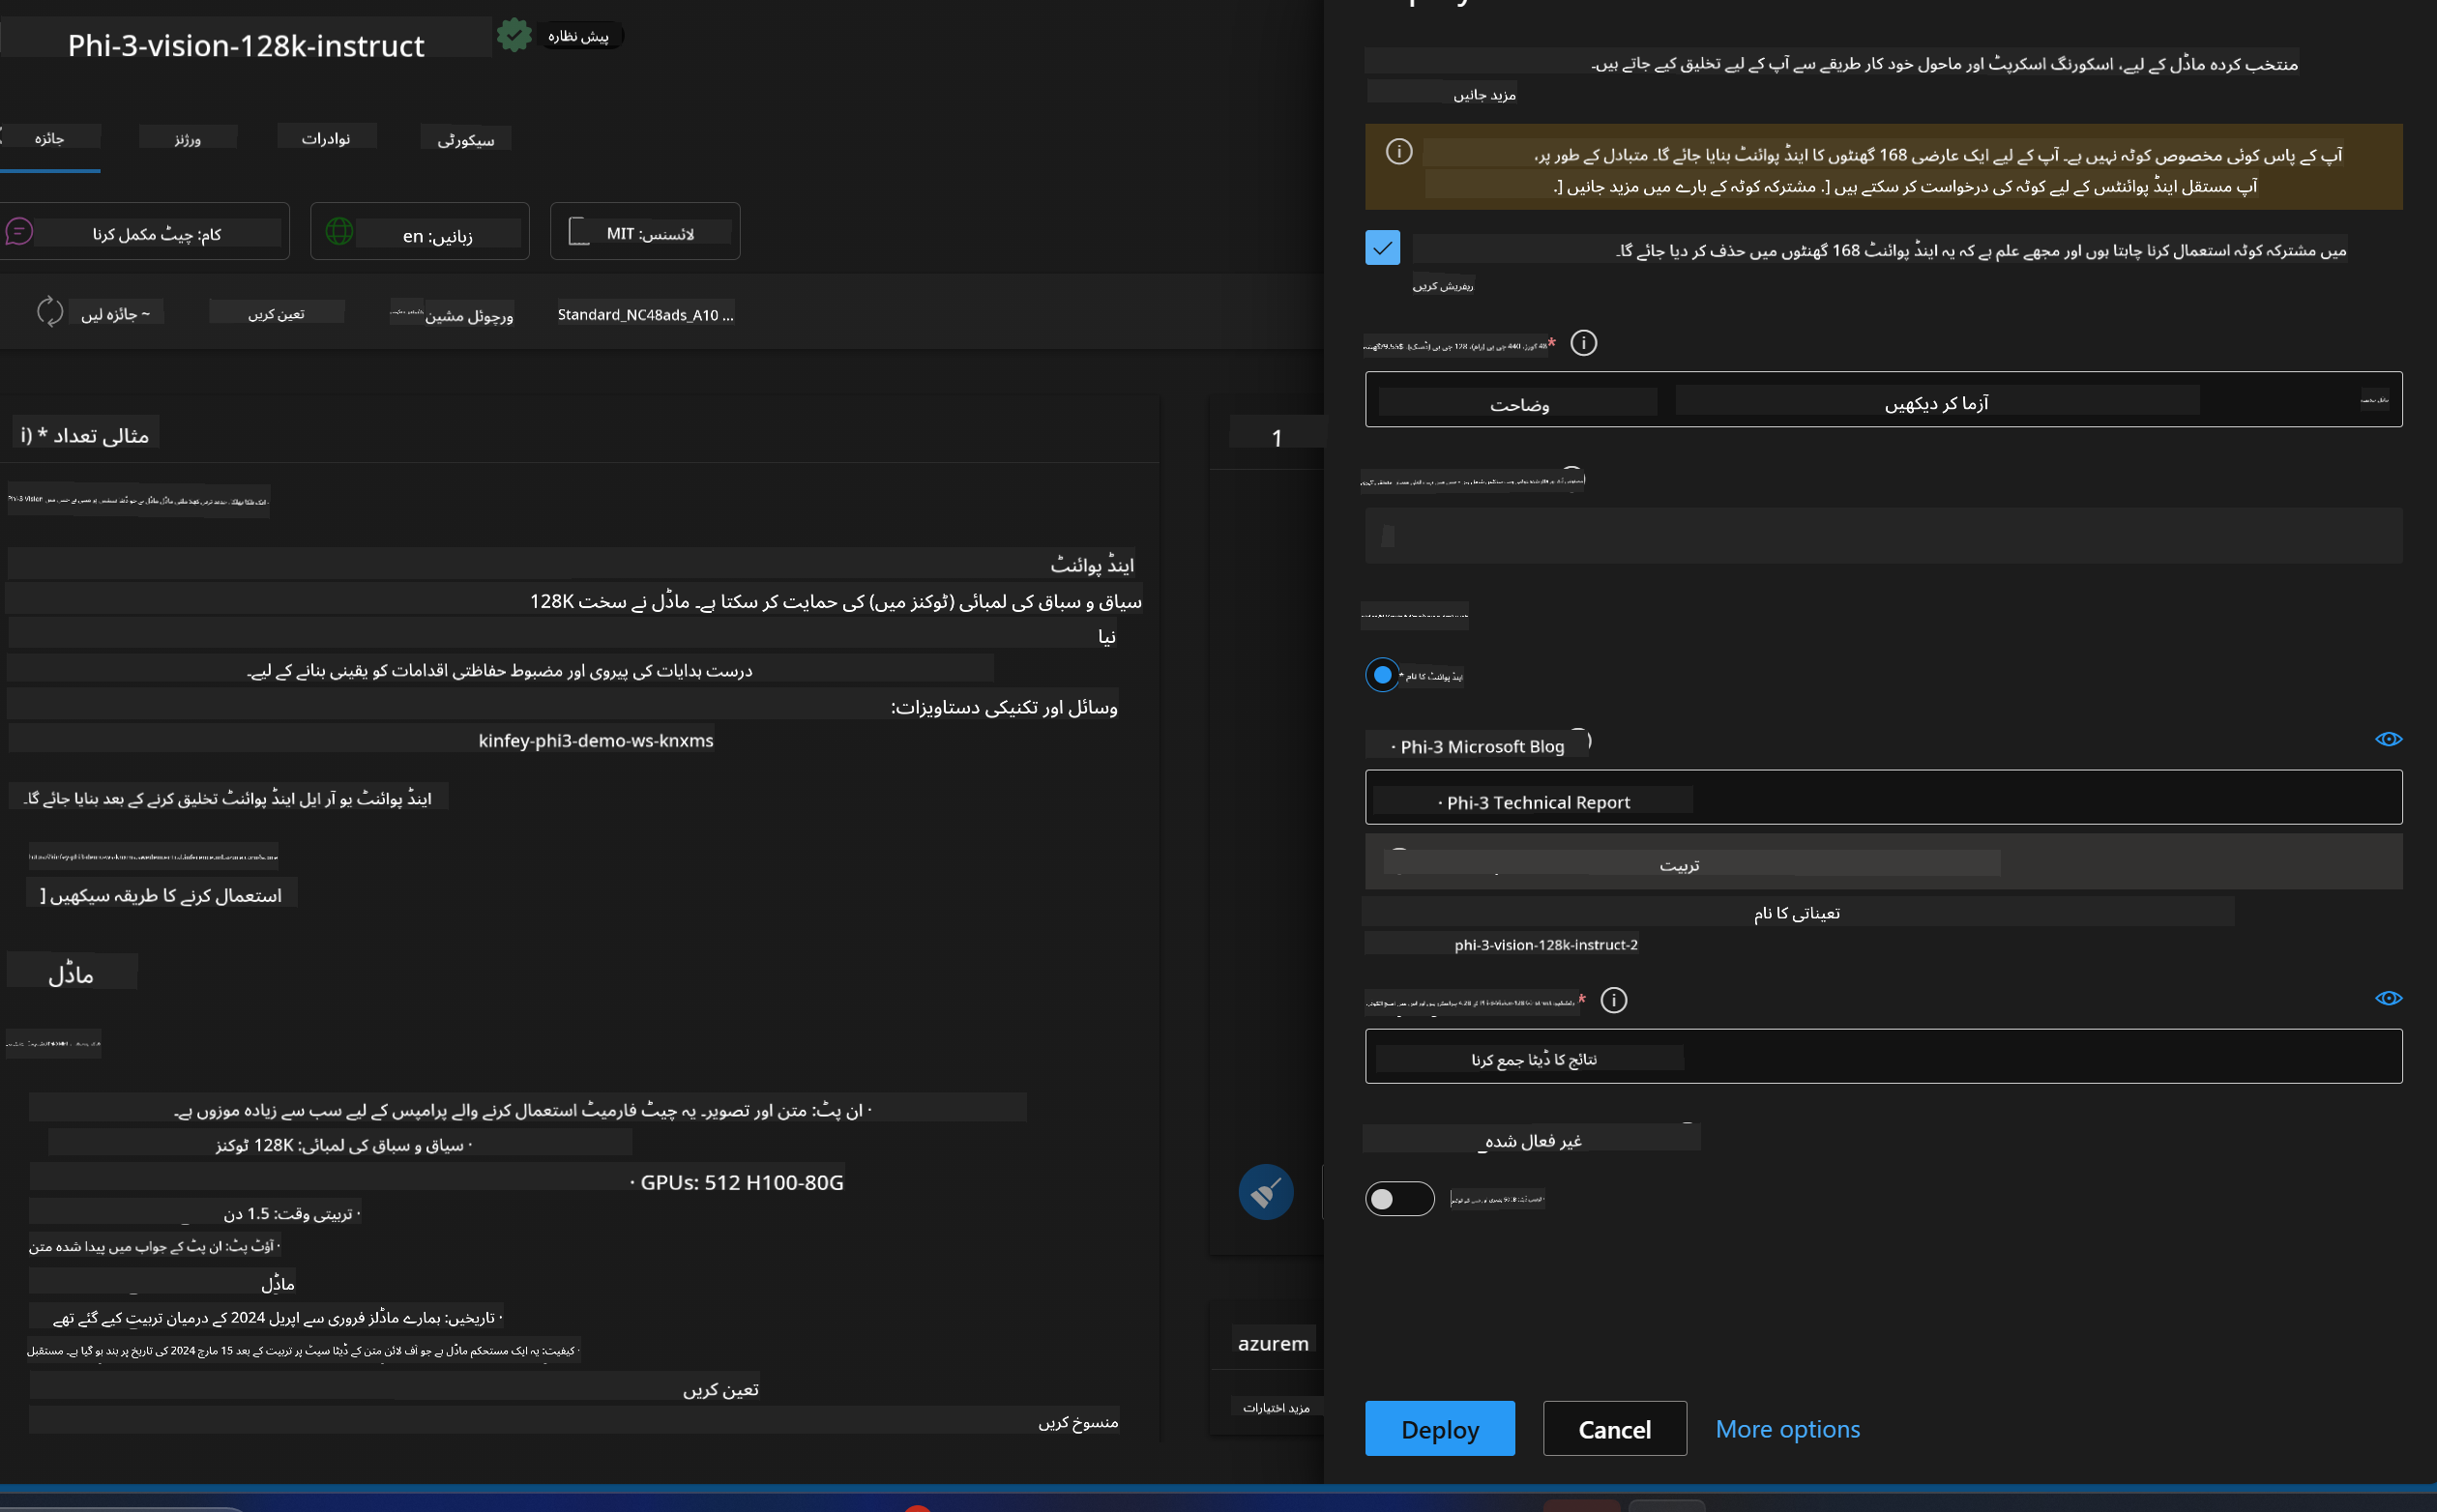 Phi-3-vision-128k-instruct
پیش نظارہ
جائزہ
ورژنز
نوادرات
سیکورٹی
کام: چیٹ مکمل کرنا
زبانیں: en
لائسنس: MIT
~ جائزہ لیں
تعین کریں
ورچوئل مشین
Standard_NC48ads_A10 ...
مثالی تعداد * (i
اینڈ پوائنٹ
سیاق و سباق کی لمبائی (ٹوکنز میں) کی حمایت کر سکتا ہے۔ ماڈل نے سخت 128K
نیا
درست ہدایات کی پیروی اور مضبوط حفاظتی اقدامات کو یقینی بنانے کے لیے۔
وسائل اور تکنیکی دستاویزات:
kinfey-phi3-demo-ws-knxms
اینڈ پوائنٹ یو آر ایل اینڈ پوائنٹ تخلیق کرنے کے بعد بنایا جائے گا۔
استعمال کرنے کا طریقہ سیکھیں [
ماڈل
· ان پٹ: متن اور تصویر۔ یہ چیٹ فارمیٹ استعمال کرنے والے پرامپس کے لیے سب سے زیادہ موزوں ہے۔
· سیاق و سباق کی لمبائی: 128K ٹوکنز
· GPUs: 512 H100-80G
· تربیتی وقت: 1.5 دن
· آؤٹ پٹ: ان پٹ کے جواب میں پیدا شدہ متن
ماڈل
· تاریخیں: ہمارے ماڈلز فروری سے اپریل 2024 کے درمیان تربیت کیے گئے تھے
· کیفیت: یہ ایک مستحکم ماڈل ہے جو آف لائن متن کے ڈیٹا سیٹ پر تربیت کے بعد 15 مارچ 2024 کی تاریخ پر بند ہو گیا ہے۔ مستقبل
تعین کریں
منسوخ کریں
1
azurem
مزید اختیارات
منتخب کردہ ماڈل کے لیے، اسکورنگ اسکرپٹ اور ماحول خود کار طریقے سے آپ کے لیے تخلیق کیے جاتے ہیں۔
مزید جانیں
آپ کے پاس کوئی مخصوص کوٹہ نہیں ہے۔ آپ کے لیے ایک عارضی 168 گھنٹوں کا اینڈ پوائنٹ بنایا جائے گا۔ متبادل کے طور پر،
آپ مستقل اینڈ پوائنٹس کے لیے کوٹہ کی درخواست کر سکتے ہیں [. مشترکہ کوٹہ کے بارے میں مزید جانیں [.
میں مشترکہ کوٹہ استعمال کرنا چاہتا ہوں اور مجھے علم ہے کہ یہ اینڈ پوائنٹ 168 گھنٹوں میں حذف کر دیا جائے گا۔
ریفریش کریں
وضاحت
آزما کر دیکھیں
اینڈ پوائنٹ کا نام *
· Phi-3 Microsoft Blog
· Phi-3 Technical Report
تربیت
تعیناتی کا نام
phi-3-vision-128k-instruct-2
نتائج کا ڈیٹا جمع کرنا
غیر فعال شدہ
Deploy
Cancel
More options